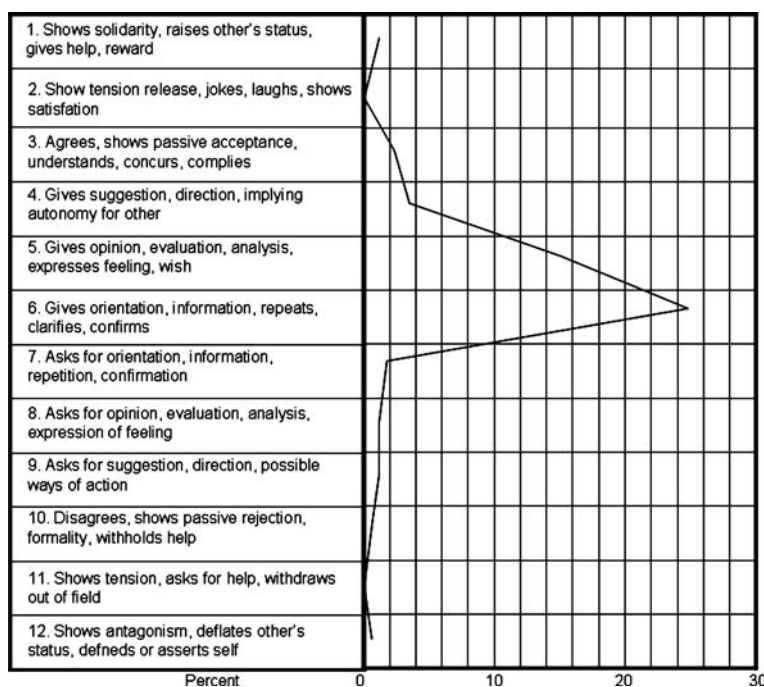 1. Shows solidarity, raises other's status,
gives help, reward
2. Show tension release, jokes, laughs, shows
satisfation
3. Agrees, shows passive acceptance,
understands, concurs, complies
4. Gives suggestion, direction, implying
autonomy for other
5. Gives opinion, evaluation, analysis,
expresses feeling, wish
6. Gives orientation, information, repeats,
clarifies, confirms
7. Asks for orientation, information,
repetition, confirmation
8. Asks for opinion, evaluation, analysis,
expression of feeling
9. Asks for suggestion, direction, possible
ways of action
10. Disagrees, shows passive rejection,
formality, withholds help
11. Shows tension, asks for help, withdraws
out of field
12. Shows antagonism, deflates other's
status, defneds or asserts self
Percent 0 10 20 30